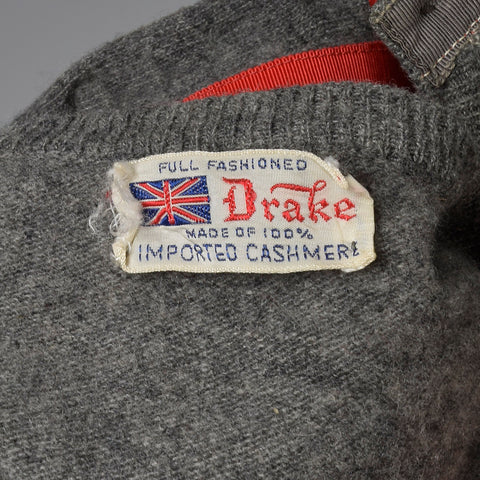 FULL FASHIONED
Drake
MADE OF 100%
IMPORTED CASHMERE